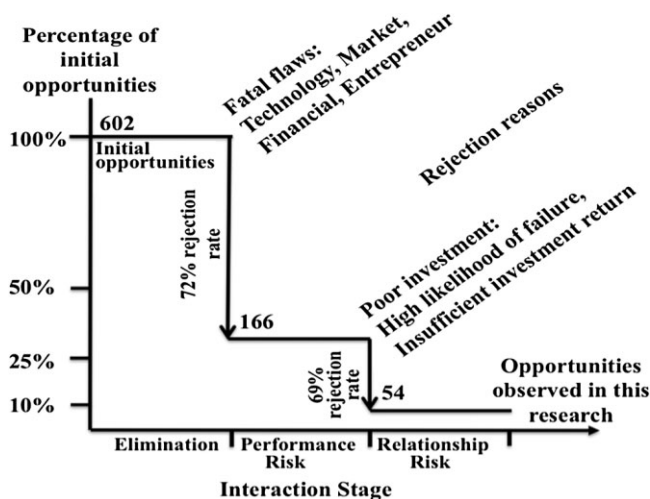 Percentage of
initial
opportunities
100%
50%
25%
10%
602
Initial
opportunities
72% rejection
rate
Fatal flaws:
Technology, Market,
Financial, Entrepreneur
Rejection reasons
166
69%
rejection
rate
Poor investment:
High likelihood of failure,
Insufficient investment return
54
Opportunities
observed in this
research
Elimination
Performance
Risk
Relationship
Risk
Interaction Stage